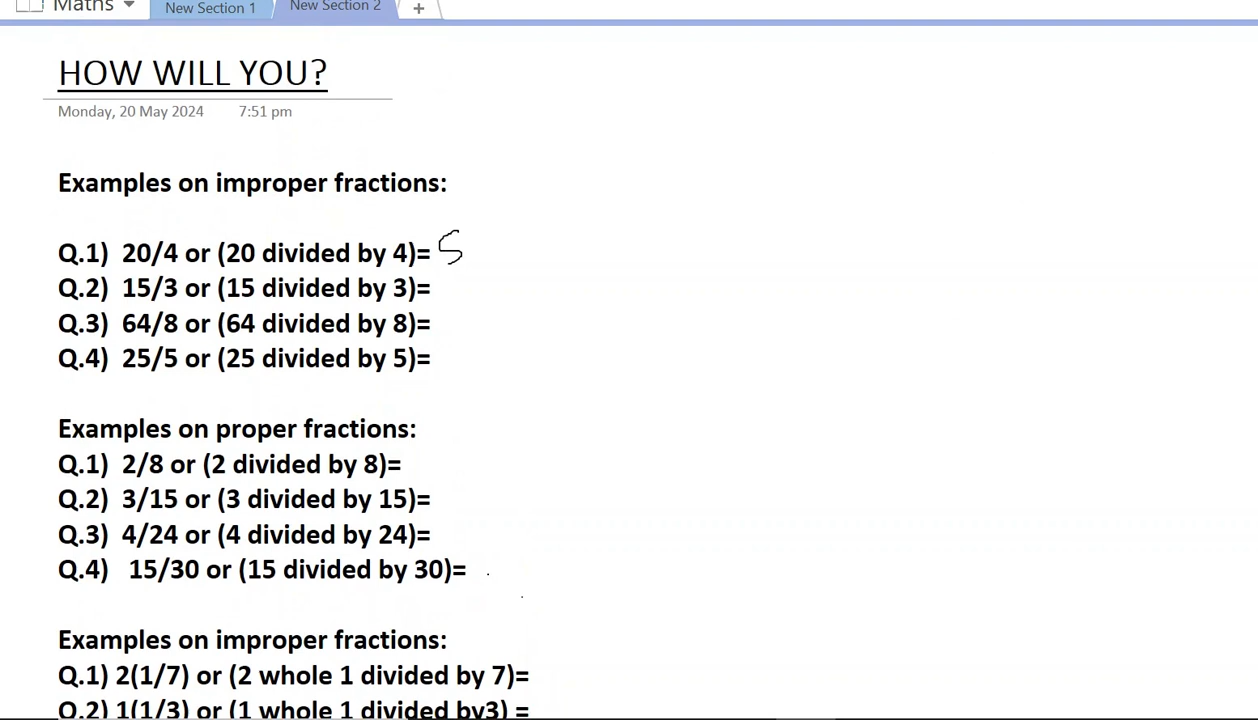 Maths New Section 1 New Section 2 +
HOW WILL YOU?
Monday, 20 May 2024 7:51 pm
Examples on improper fractions:
Q.1) 20/4 or (20 divided by 4)= 5
Q.2) 15/3 or (15 divided by 3)=
Q.3) 64/8 or (64 divided by 8)=
Q.4) 25/5 or (25 divided by 5)=
Examples on proper fractions:
Q.1) 2/8 or (2 divided by 8)=
Q.2) 3/15 or (3 divided by 15)=
Q.3) 4/24 or (4 divided by 24)=
Q.4) 15/30 or (15 divided by 30)=
Examples on improper fractions:
Q.1) 2(1/7) or (2 whole 1 divided by 7)=
Q.2) 1(1/3) or (1 whole 1 divided by3) =